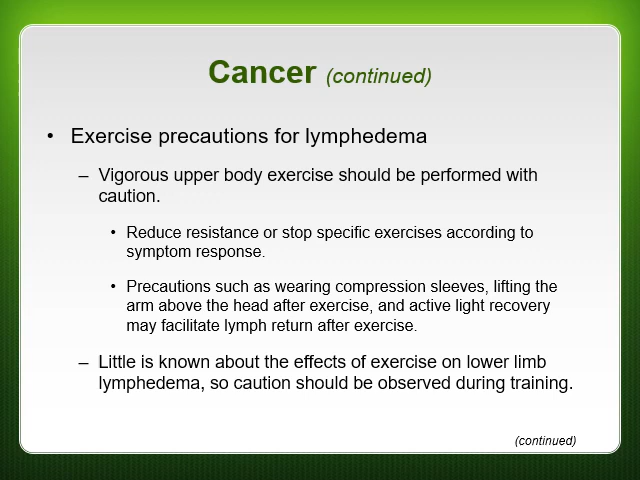 Cancer (continued)
• Exercise precautions for lymphedema
– Vigorous upper body exercise should be performed with
caution.
• Reduce resistance or stop specific exercises according to
symptom response.
• Precautions such as wearing compression sleeves, lifting the
arm above the head after exercise, and active light recovery
may facilitate lymph return after exercise.
– Little is known about the effects of exercise on lower limb
lymphedema, so caution should be observed during training.
(continued)